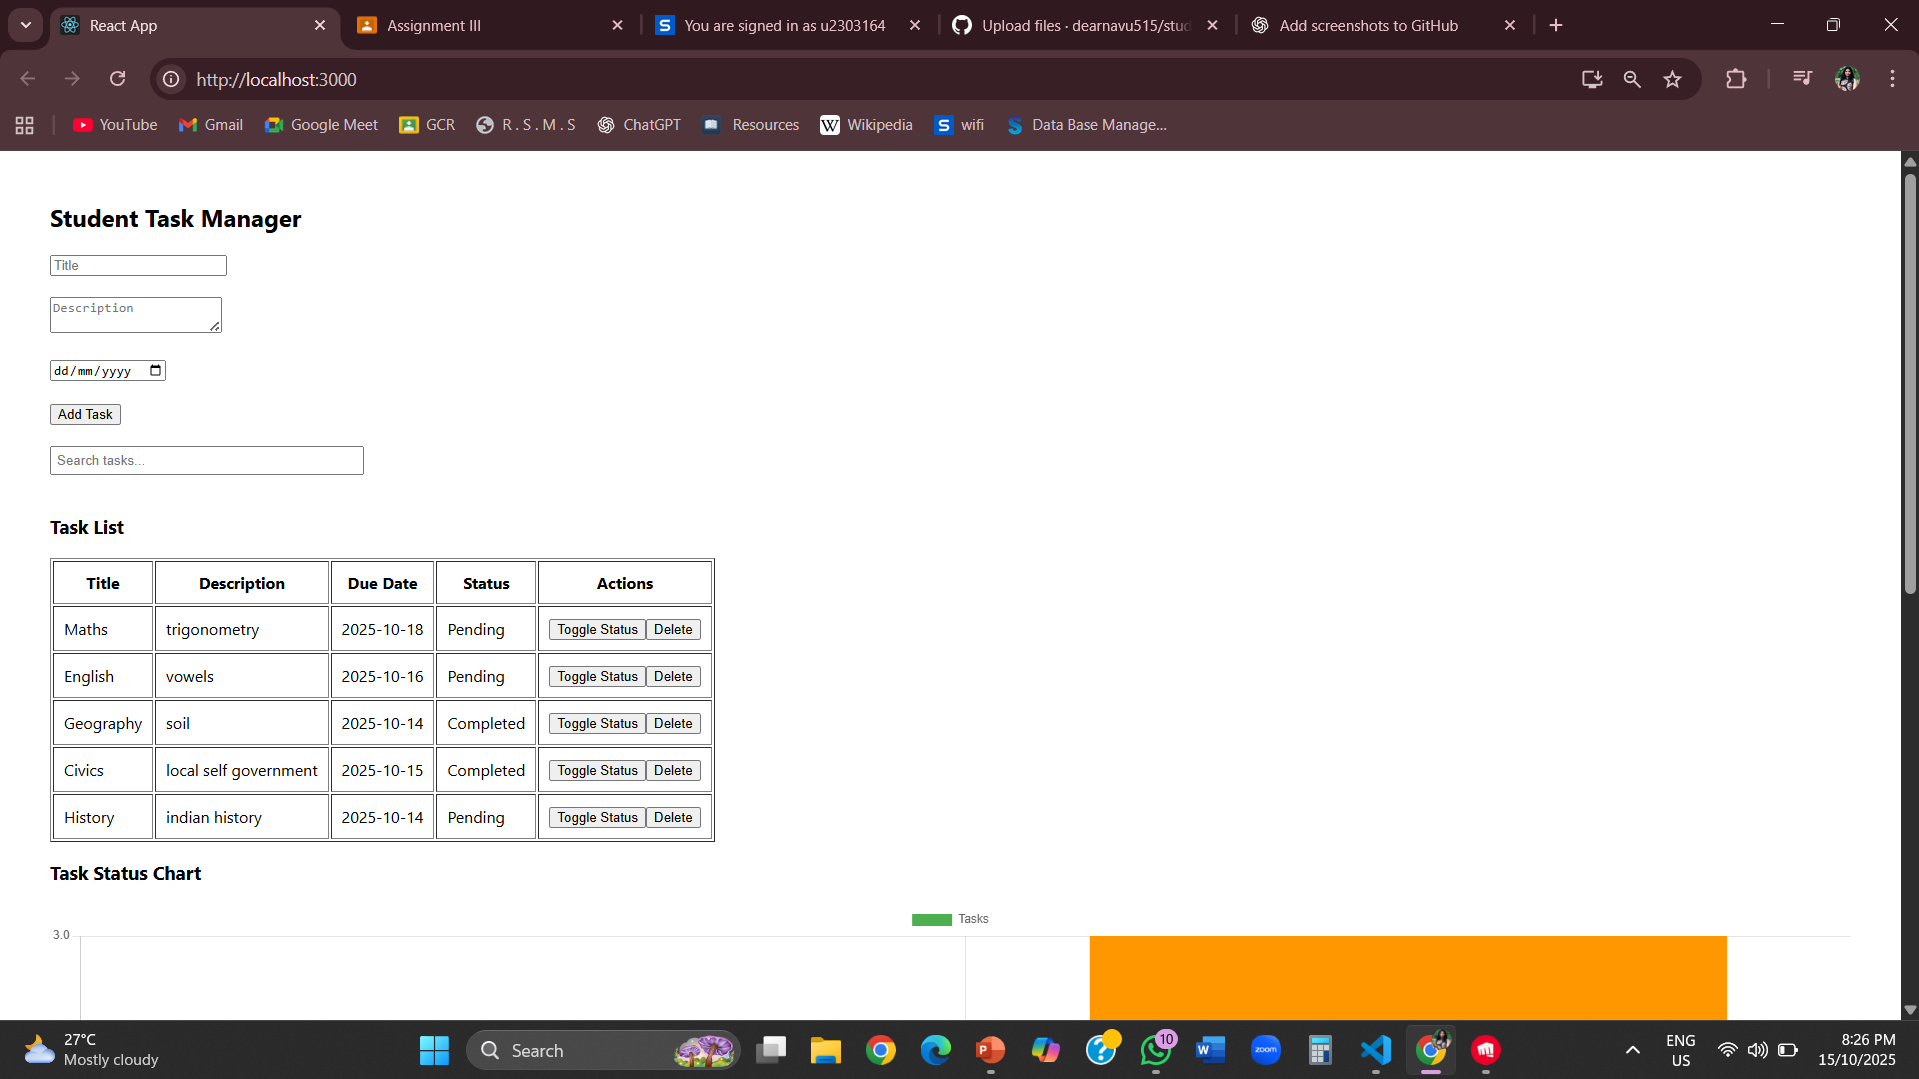 React App
Assignment III
You are signed in as u2303164
Upload files · dearnavu515/stud
Add screenshots to GitHub
http://localhost:3000
YouTube
Gmail
Google Meet
GCR
R . S . M . S
ChatGPT
Resources
W Wikipedia
wifi
Data Base Manage...
Student Task Manager
Title
Description
dd/mm/yyyy
Add Task
Search tasks...
Task List
Title Description Due Date Status Actions
Maths trigonometry 2025-10-18 Pending Toggle Status Delete
English vowels 2025-10-16 Pending Toggle Status Delete
Geography soil 2025-10-14 Completed Toggle Status Delete
Civics local self government 2025-10-15 Completed Toggle Status Delete
History indian history 2025-10-14 Pending Toggle Status Delete
Task Status Chart
Tasks
3.0
27°C
Mostly cloudy
Search
10
zoom
ENG
US
8:26 PM
15/10/2025